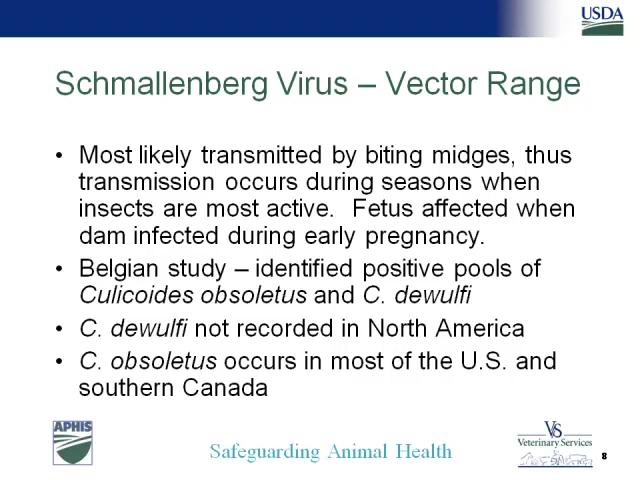 USDA
Schmallenberg Virus – Vector Range
• Most likely transmitted by biting midges, thus
transmission occurs during seasons when
insects are most active. Fetus affected when
dam infected during early pregnancy.
• Belgian study – identified positive pools of
Culicoides obsoletus and C. dewulfi
• C. dewulfi not recorded in North America
• C. obsoletus occurs in most of the U.S. and
southern Canada
APHIS
Safeguarding Animal Health
VS
Veterinary Services
8